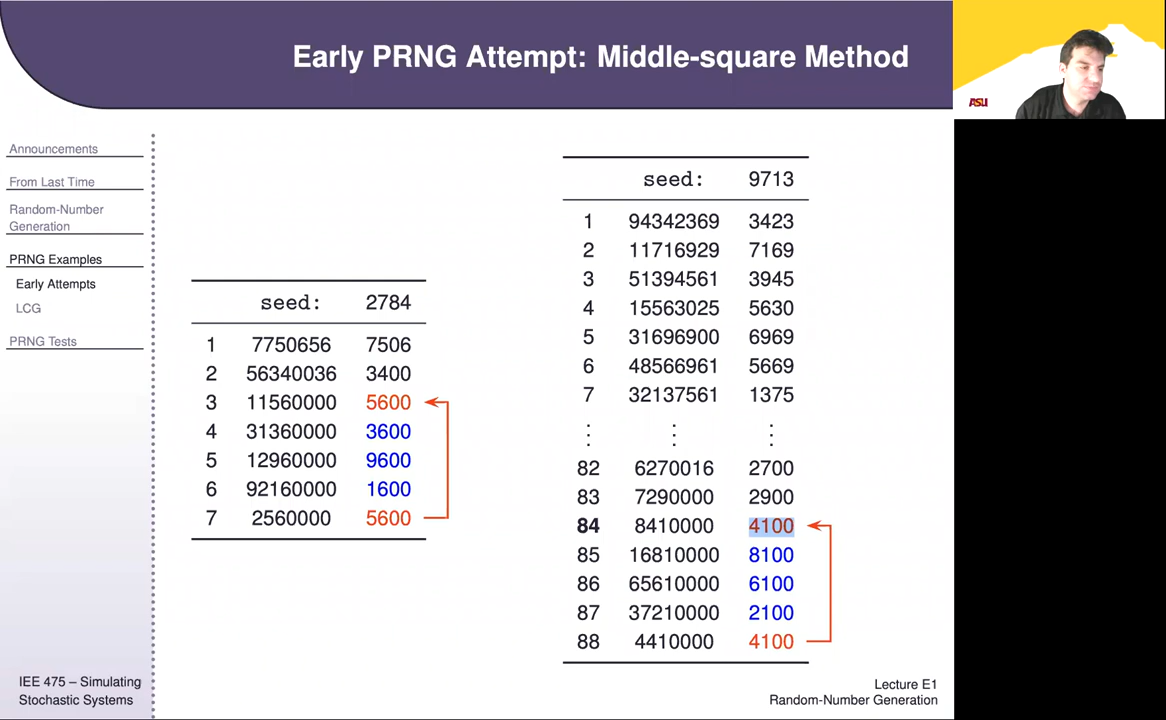 Early PRNG Attempt: Middle-square Method
ASU
Announcements
From Last Time
Random-Number
Generation
PRNG Examples
Early Attempts
LCG
PRNG Tests
seed: 2784
1 7750656 7506
2 56340036 3400
3 11560000 5600
4 31360000 3600
5 12960000 9600
6 92160000 1600
7 2560000 5600
seed: 9713
1 94342369 3423
2 11716929 7169
3 51394561 3945
4 15563025 5630
5 31696900 6969
6 48566961 5669
7 32137561 1375
⋮ ⋮ ⋮
82 6270016 2700
83 7290000 2900
84 8410000 4100
85 16810000 8100
86 65610000 6100
87 37210000 2100
88 4410000 4100
IEE 475 – Simulating
Stochastic Systems
Lecture E1
Random-Number Generation